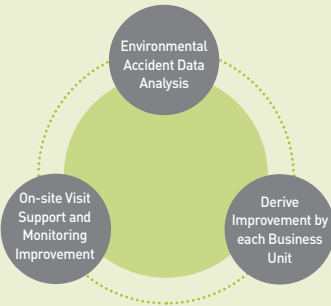 Environmental
Accident Data
Analysis
On-site Visit
Support and
Monitoring
Improvement
Derive
Improvement by
each Business
Unit